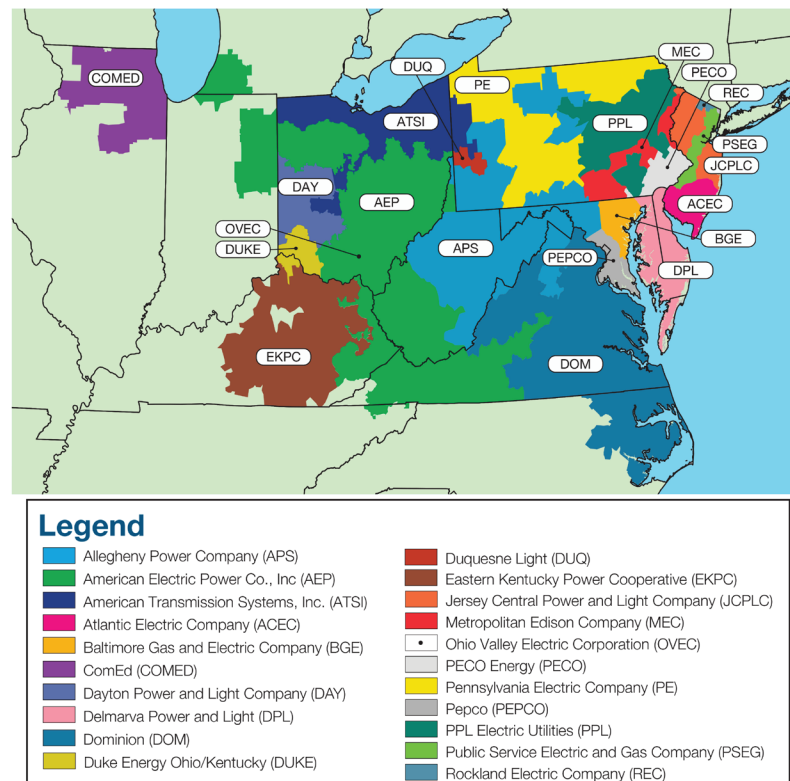 MEC
PECO
DUQ
COMED
PE
REC
ATSI
PPL
PSEG
JCPLC
DAY
AEP
ACEC
OVEC
BGE
DUKE
APS
PEPCO
DPL
EKPC
DOM
Legend
Allegheny Power Company (APS)
American Electric Power Co., Inc (AEP)
American Transmission Systems, Inc. (ATSI)
Atlantic Electric Company (ACEC)
Baltimore Gas and Electric Company (BGE)
ComEd (COMED)
Dayton Power and Light Company (DAY)
Delmarva Power and Light (DPL)
Dominion (DOM)
Duke Energy Ohio/Kentucky (DUKE)
Duquesne Light (DUQ)
Eastern Kentucky Power Cooperative (EKPC)
Jersey Central Power and Light Company (JCPLC)
Metropolitan Edison Company (MEC)
Ohio Valley Electric Corporation (OVEC)
PECO Energy (PECO)
Pennsylvania Electric Company (PE)
Pepco (PEPCO)
PPL Electric Utilities (PPL)
Public Service Electric and Gas Company (PSEG)
Rockland Electric Company (REC)